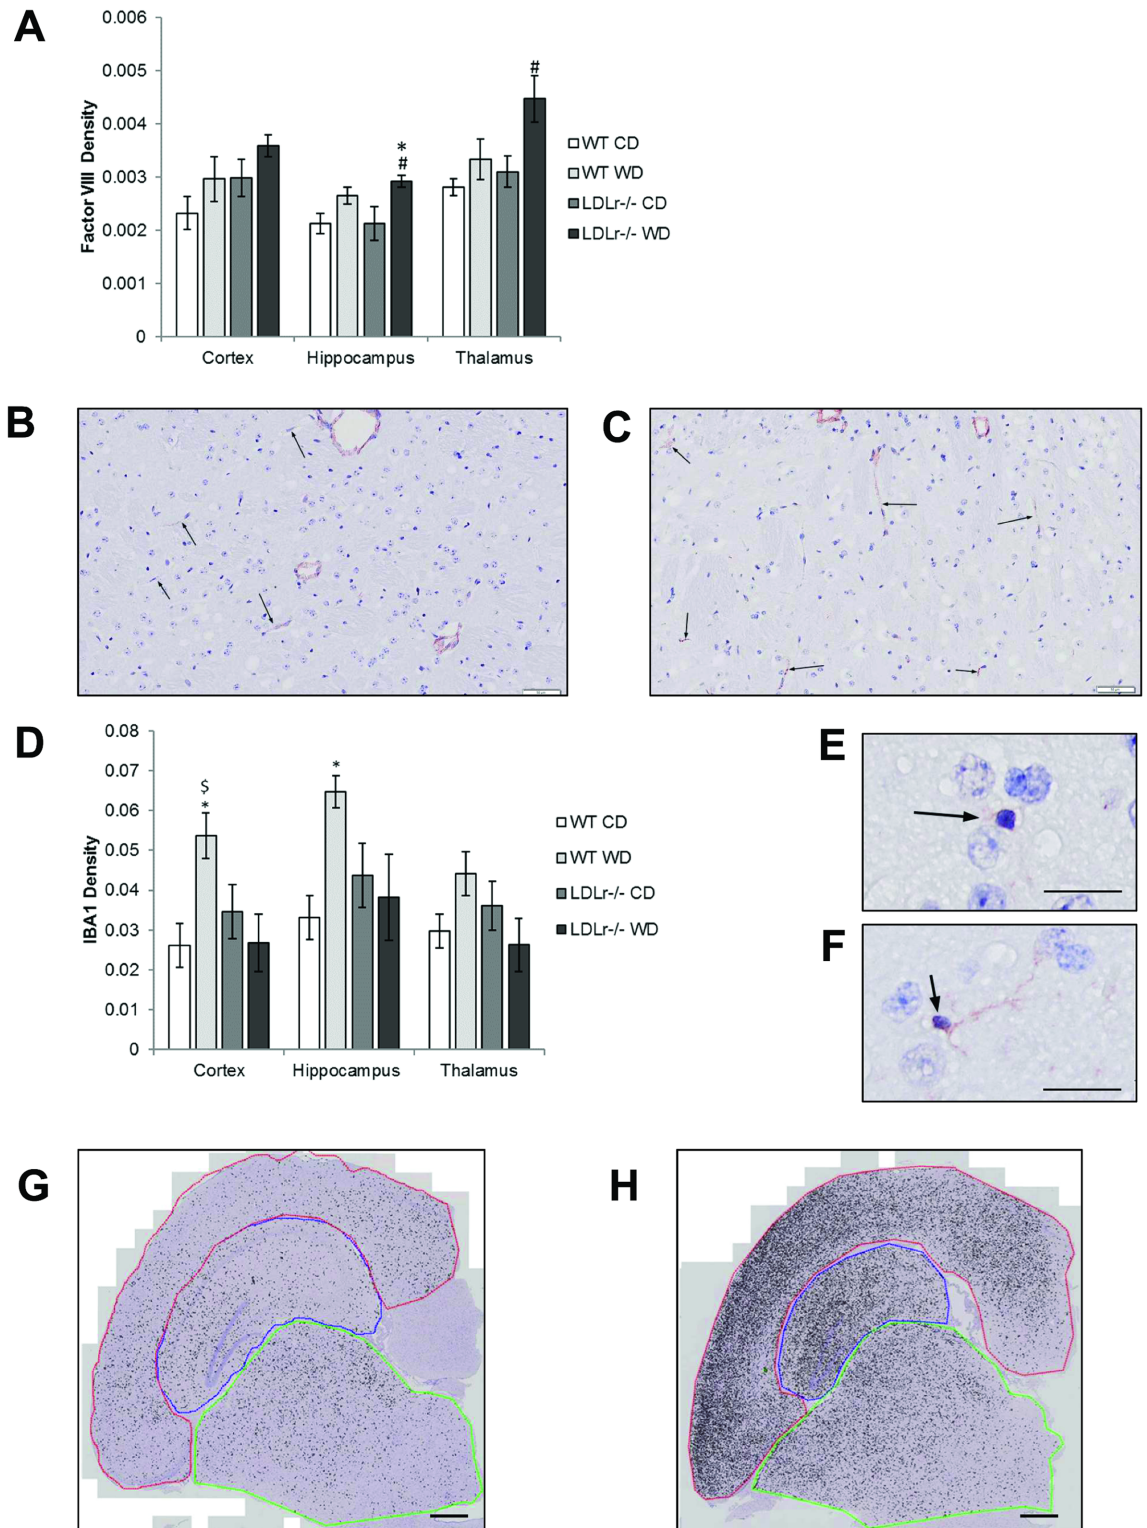 A
0.006
0.005
0.004
0.003
0.002
0.001
0
Factor VIII Density
*
#
#
Cortex
Hippocampus
Thalamus
WT CD
WT WD
LDLr-/- CD
LDLr-/- WD
B
C
D
0.08
0.07
0.06
0.05
0.04
0.03
0.02
0.01
0
IBA1 Density
$
*
*
Cortex
Hippocampus
Thalamus
WT CD
WT WD
LDLr-/- CD
LDLr-/- WD
E
F
G
H